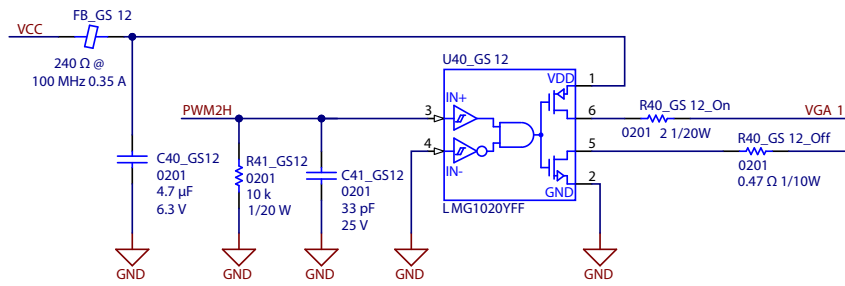 FB_GS 12
VCC
240 Ω @
100 MHz 0.35 A
U40_GS 12
VDD
1
IN+
PWM2H
3
6
R40_GS 12_On
VGA_1
0201 2 1/20W
4
5
R40_GS 12_Off
IN-
0201
0.47 Ω 1/10W
GND
2
LMG1020YFF
C40_GS12
0201
4.7 µF
6.3 V
R41_GS12
0201
10 k
1/20 W
C41_GS12
0201
33 pF
25 V
GND
GND
GND
GND
GND